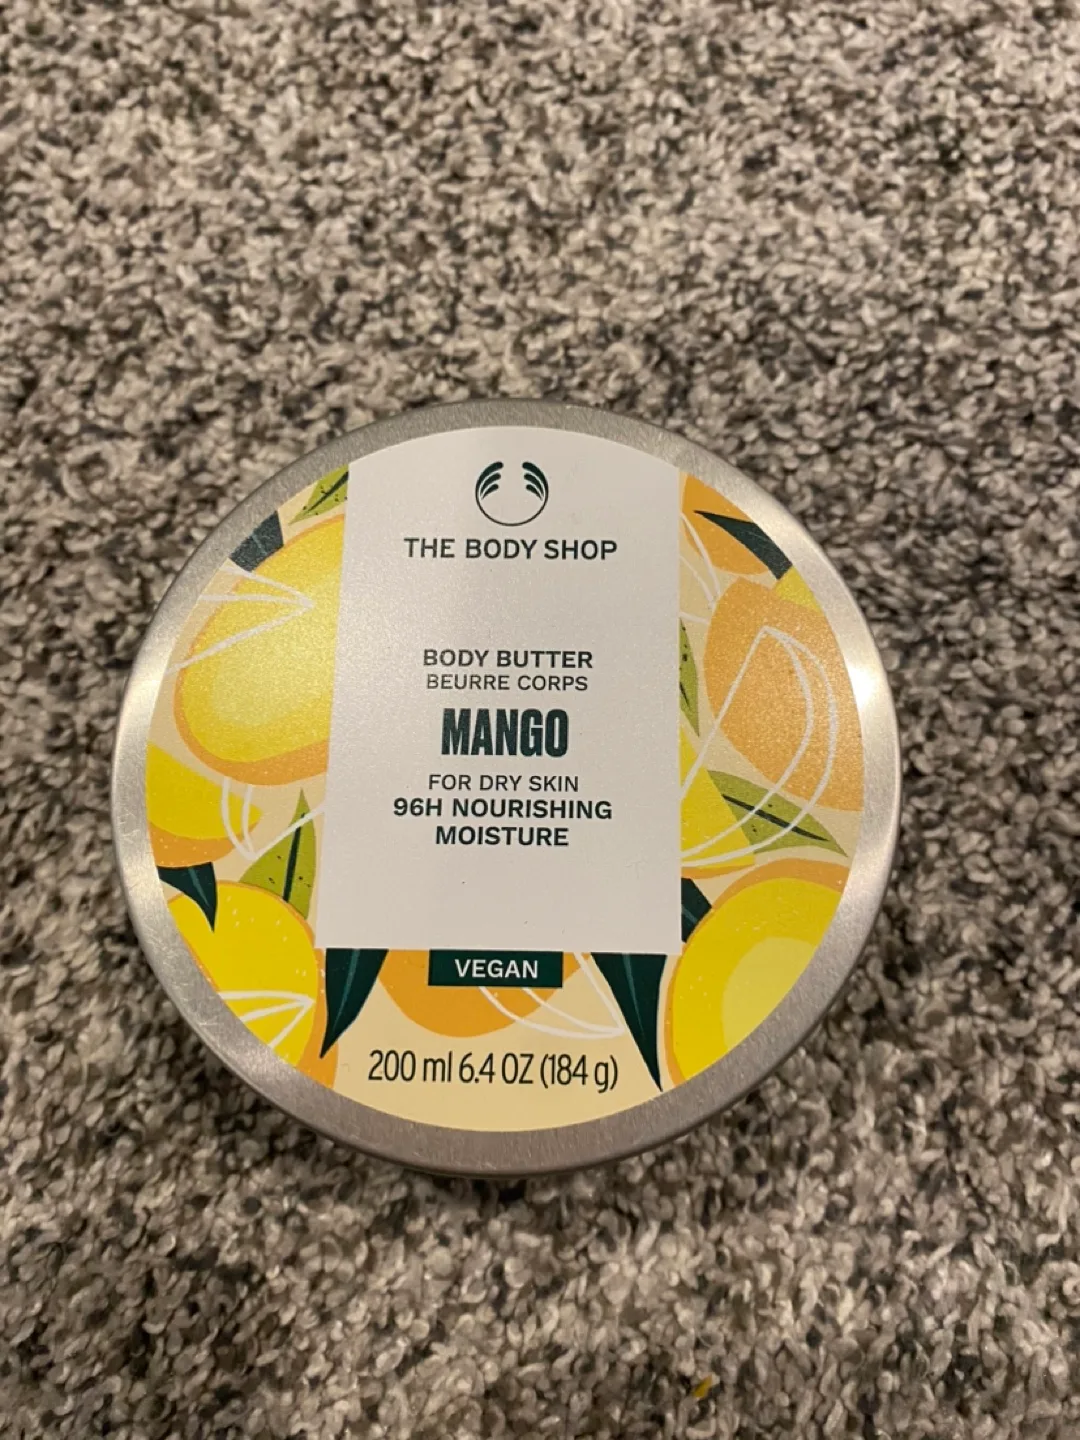 THE BODY SHOP
BODY BUTTER
BEURRE CORPS
MANGO
FOR DRY SKIN
96H NOURISHING
MOISTURE
VEGAN
200 ml 6.4 OZ (184 g)